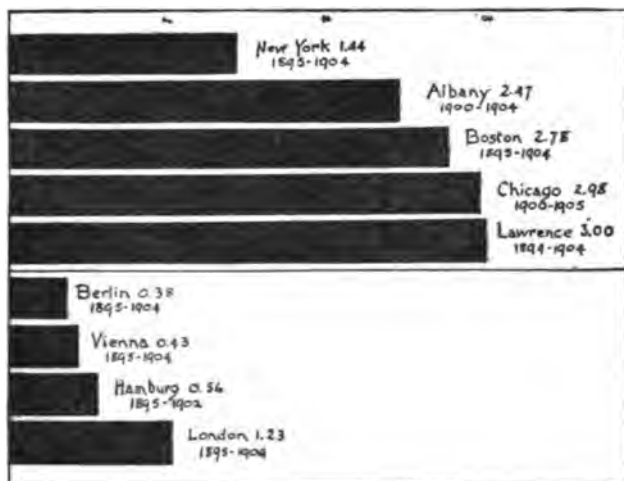 New York 1.44
1895-1904
Albany 2.47
1900-1904
Boston 2.78
1895-1904
Chicago 2.98
1900-1905
Lawrence 3.00
1894-1904
Berlin 0.38
1895-1904
Vienna 0.43
1895-1904
Hamburg 0.56
1895-1902
London 1.23
1895-1904